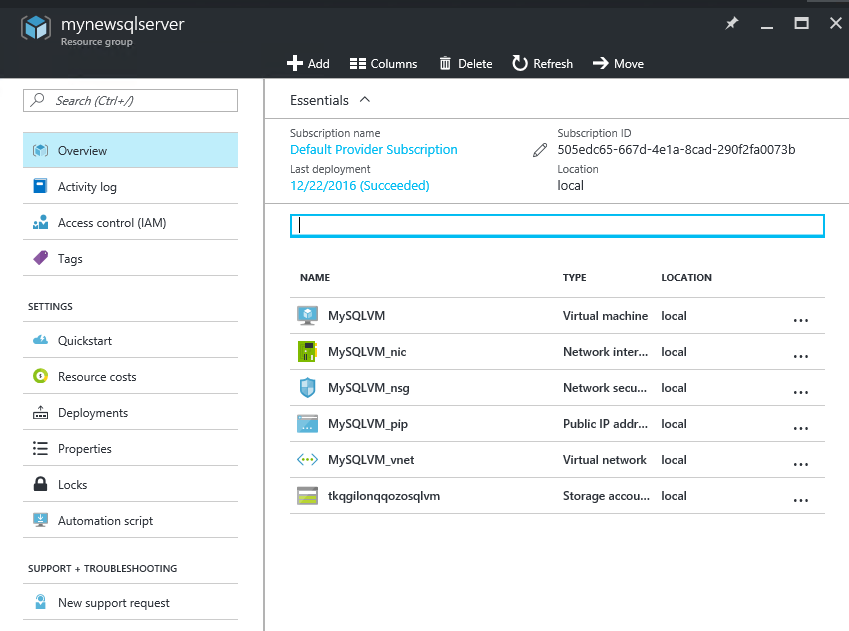 mynewsqlserver
Resource group
Add Columns Delete Refresh Move
Search (Ctrl+/)
Overview
Activity log
Access control (IAM)
Tags
SETTINGS
Quickstart
Resource costs
Deployments
Properties
Locks
Automation script
SUPPORT + TROUBLESHOOTING
New support request
Essentials
Subscription name
Default Provider Subscription
Last deployment
12/22/2016 (Succeeded)
Subscription ID
505edc65-667d-4e1a-8cad-290f2fa0073b
Location
local
NAME TYPE LOCATION
MySQLVM Virtual machine local ...
MySQLVM_nic Network inter... local ...
MySQLVM_nsg Network secu... local ...
MySQLVM_pip Public IP addr... local ...
MySQLVM_vnet Virtual network local ...
tkqgilonqqozosqlvm Storage accou... local ...